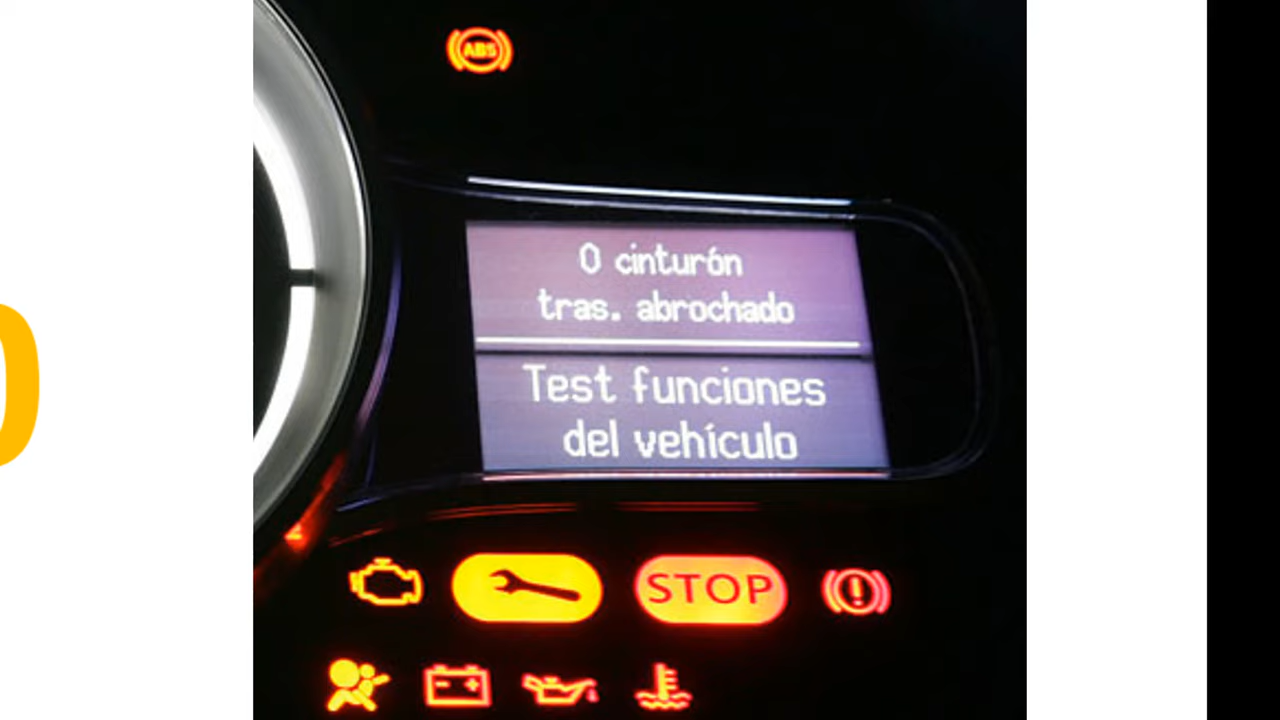 ABS
0 cinturón
tras. abrochado
Test funciones
del vehículo
STOP